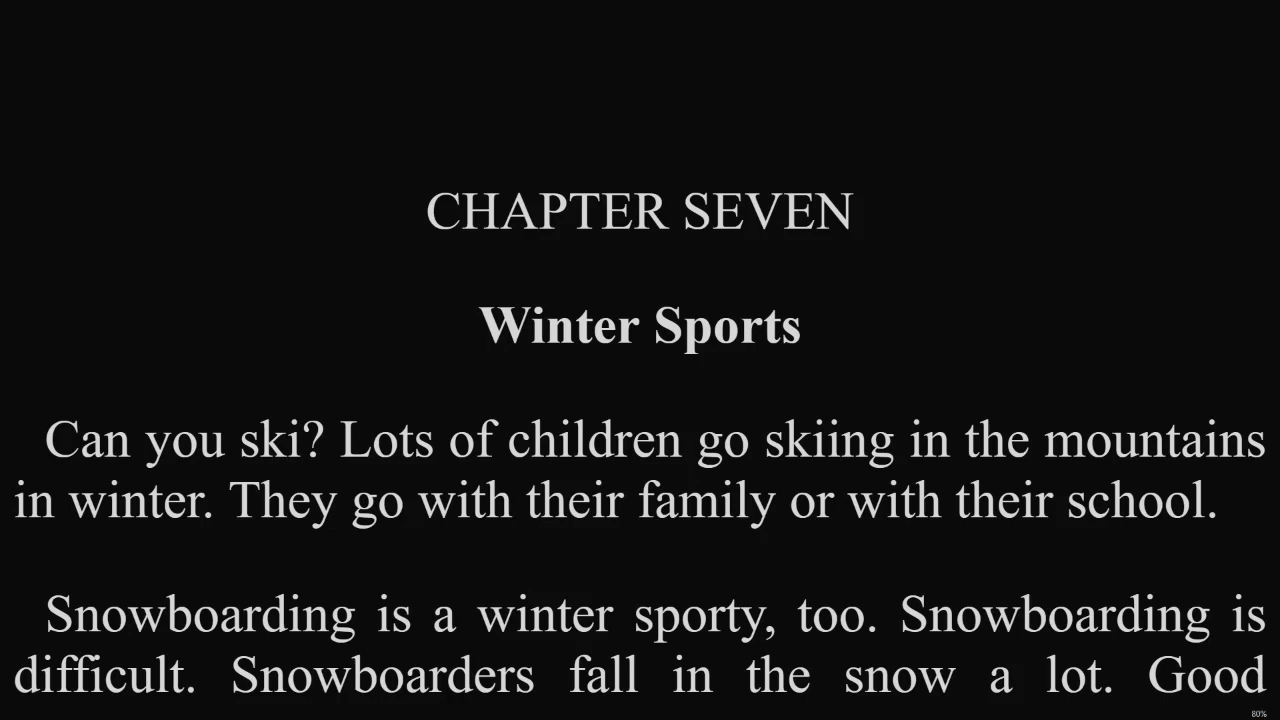 CHAPTER SEVEN
Winter Sports
Can you ski? Lots of children go skiing in the mountains
in winter. They go with their family or with their school.
Snowboarding is a winter sporty, too. Snowboarding is
difficult. Snowboarders fall in the snow a lot. Good
80%